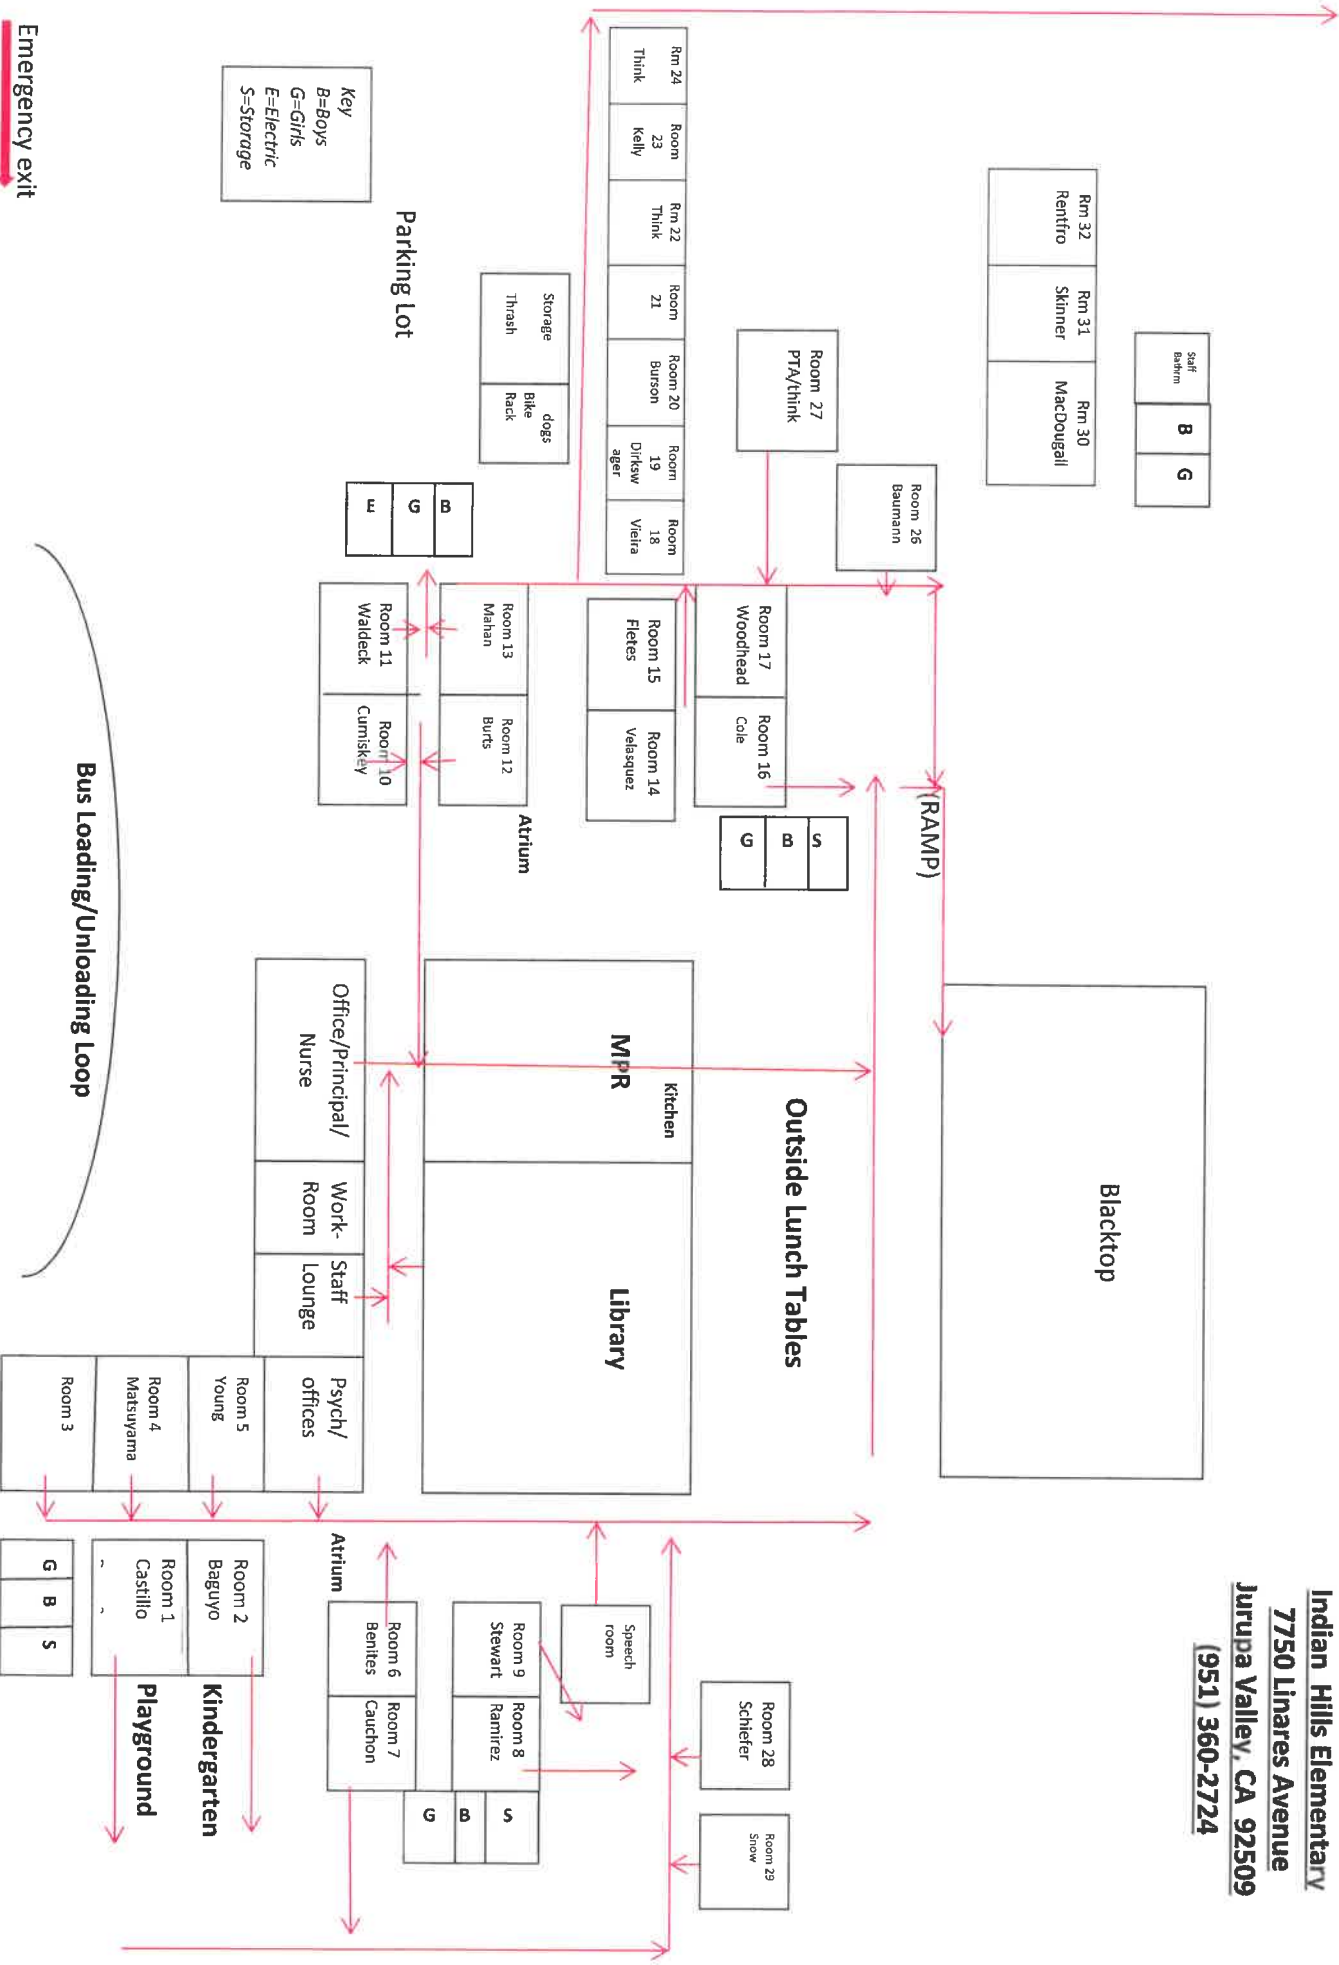 Indian Hills Elementary
7750 Linares Avenue
Jurupa Valley, CA 92509
(951) 360-2724
Staff
Bathrm
B
G
Rm 32
Rentfro
Rm 31
Skinner
Rm 30
MacDougall
Blacktop
Room 26
Baumann
(RAMP)
Room 27
PTA/think
Room 17
Woodhead
Room 16
Cole
S
B
G
Outside Lunch Tables
Room 28
Schiefer
Room 29
Snow
Rm 24
Think
Room
23
Kelly
Rm 22
Think
Room
21
Room 20
Burson
Room
19
Dirksw
ager
Room
18
Vieira
Room 15
Fletes
Room 14
Velasquez
Kitchen
MPR
Library
Speech
room
Storage
Thrash
dogs
Bike
Rack
Room 13
Mahan
Room 12
Burts
Atrium
Room 9
Stewart
Room 8
Ramirez
S
B
G
Parking Lot
B
G
E
Room 11
Waldeck
Room 10
Cumiskey
Office/Principal/
Nurse
Work-
Room
Staff
Lounge
Psych/
offices
Atrium
Room 6
Benites
Room 7
Cauchon
Key
B=Boys
G=Girls
E=Electric
S=Storage
Room 5
Young
Room 4
Matsuyama
Room 3
Room 2
Baguyo
Room 1
Castillo
Kindergarten
Playground
G
B
S
Bus Loading/Unloading Loop
Emergency exit